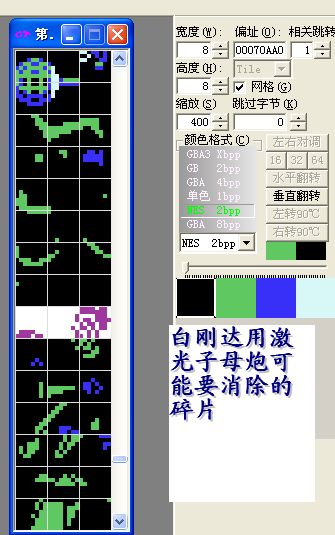 第.
宽度(W): 偏址(O): 相关跳转
8 00070AA0 1
高度(H): Tile
8 网格(G)
缩放(S) 跳过字节(K)
400 0
颜色格式(C) 左右对调
GBA3 Xbpp 16 32 64
GB 2bpp 水平翻转
GBA 4bpp
单色 1bpp 垂直翻转
NES 2bpp 左转90℃
GBA 8bpp 右转90℃
NES 2bpp
白刚达用激
光子母炮可
能要消除的
碎片